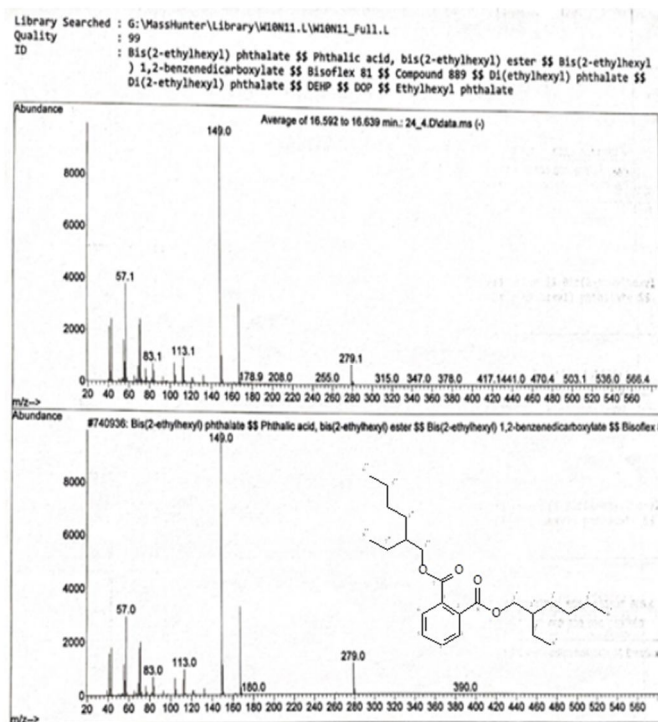 Library Searched : G:\MassHunter\Library\W10N11.L\W10N11_Full.L
Quality : 99
ID : Bis(2-ethylhexyl) phthalate $$ Phthalic acid, bis(2-ethylhexyl) ester $$ Bis(2-ethylhexyl
) 1,2-benzenedicarboxylate $$ Bisoflex 81 $$ Compound 889 $$ Di(ethylhexyl) phthalate $$
Di(2-ethylhexyl) phthalate $$ DEHP $$ DOP $$ Ethylhexyl phthalate
Abundance
Average of 16.592 to 16.639 min.: 24_4.D\data.ms (-)
149.0
8000
6000
4000
57.1
2000
83.1 113.1 279.1
0
178.9 208.0 255.0 315.0 347.0 378.0 417.1 441.0 470.4 503.1 536.0 566.4
20 40 60 80 100 120 140 160 180 200 220 240 260 280 300 320 340 360 380 400 420 440 460 480 500 520 540 560
m/z-->
Abundance
#740936: Bis(2-ethylhexyl) phthalate $$ Phthalic acid, bis(2-ethylhexyl) ester $$ Bis(2-ethylhexyl) 1,2-benzenedicarboxylate $$ Bisoflex
149.0
8000
6000
4000
57.0
2000
83.0 113.0 279.0
0
180.0 390.0
O O
O O
20 40 60 80 100 120 140 160 180 200 220 240 260 280 300 320 340 360 380 400 420 440 460 480 500 520 540 560
m/z-->